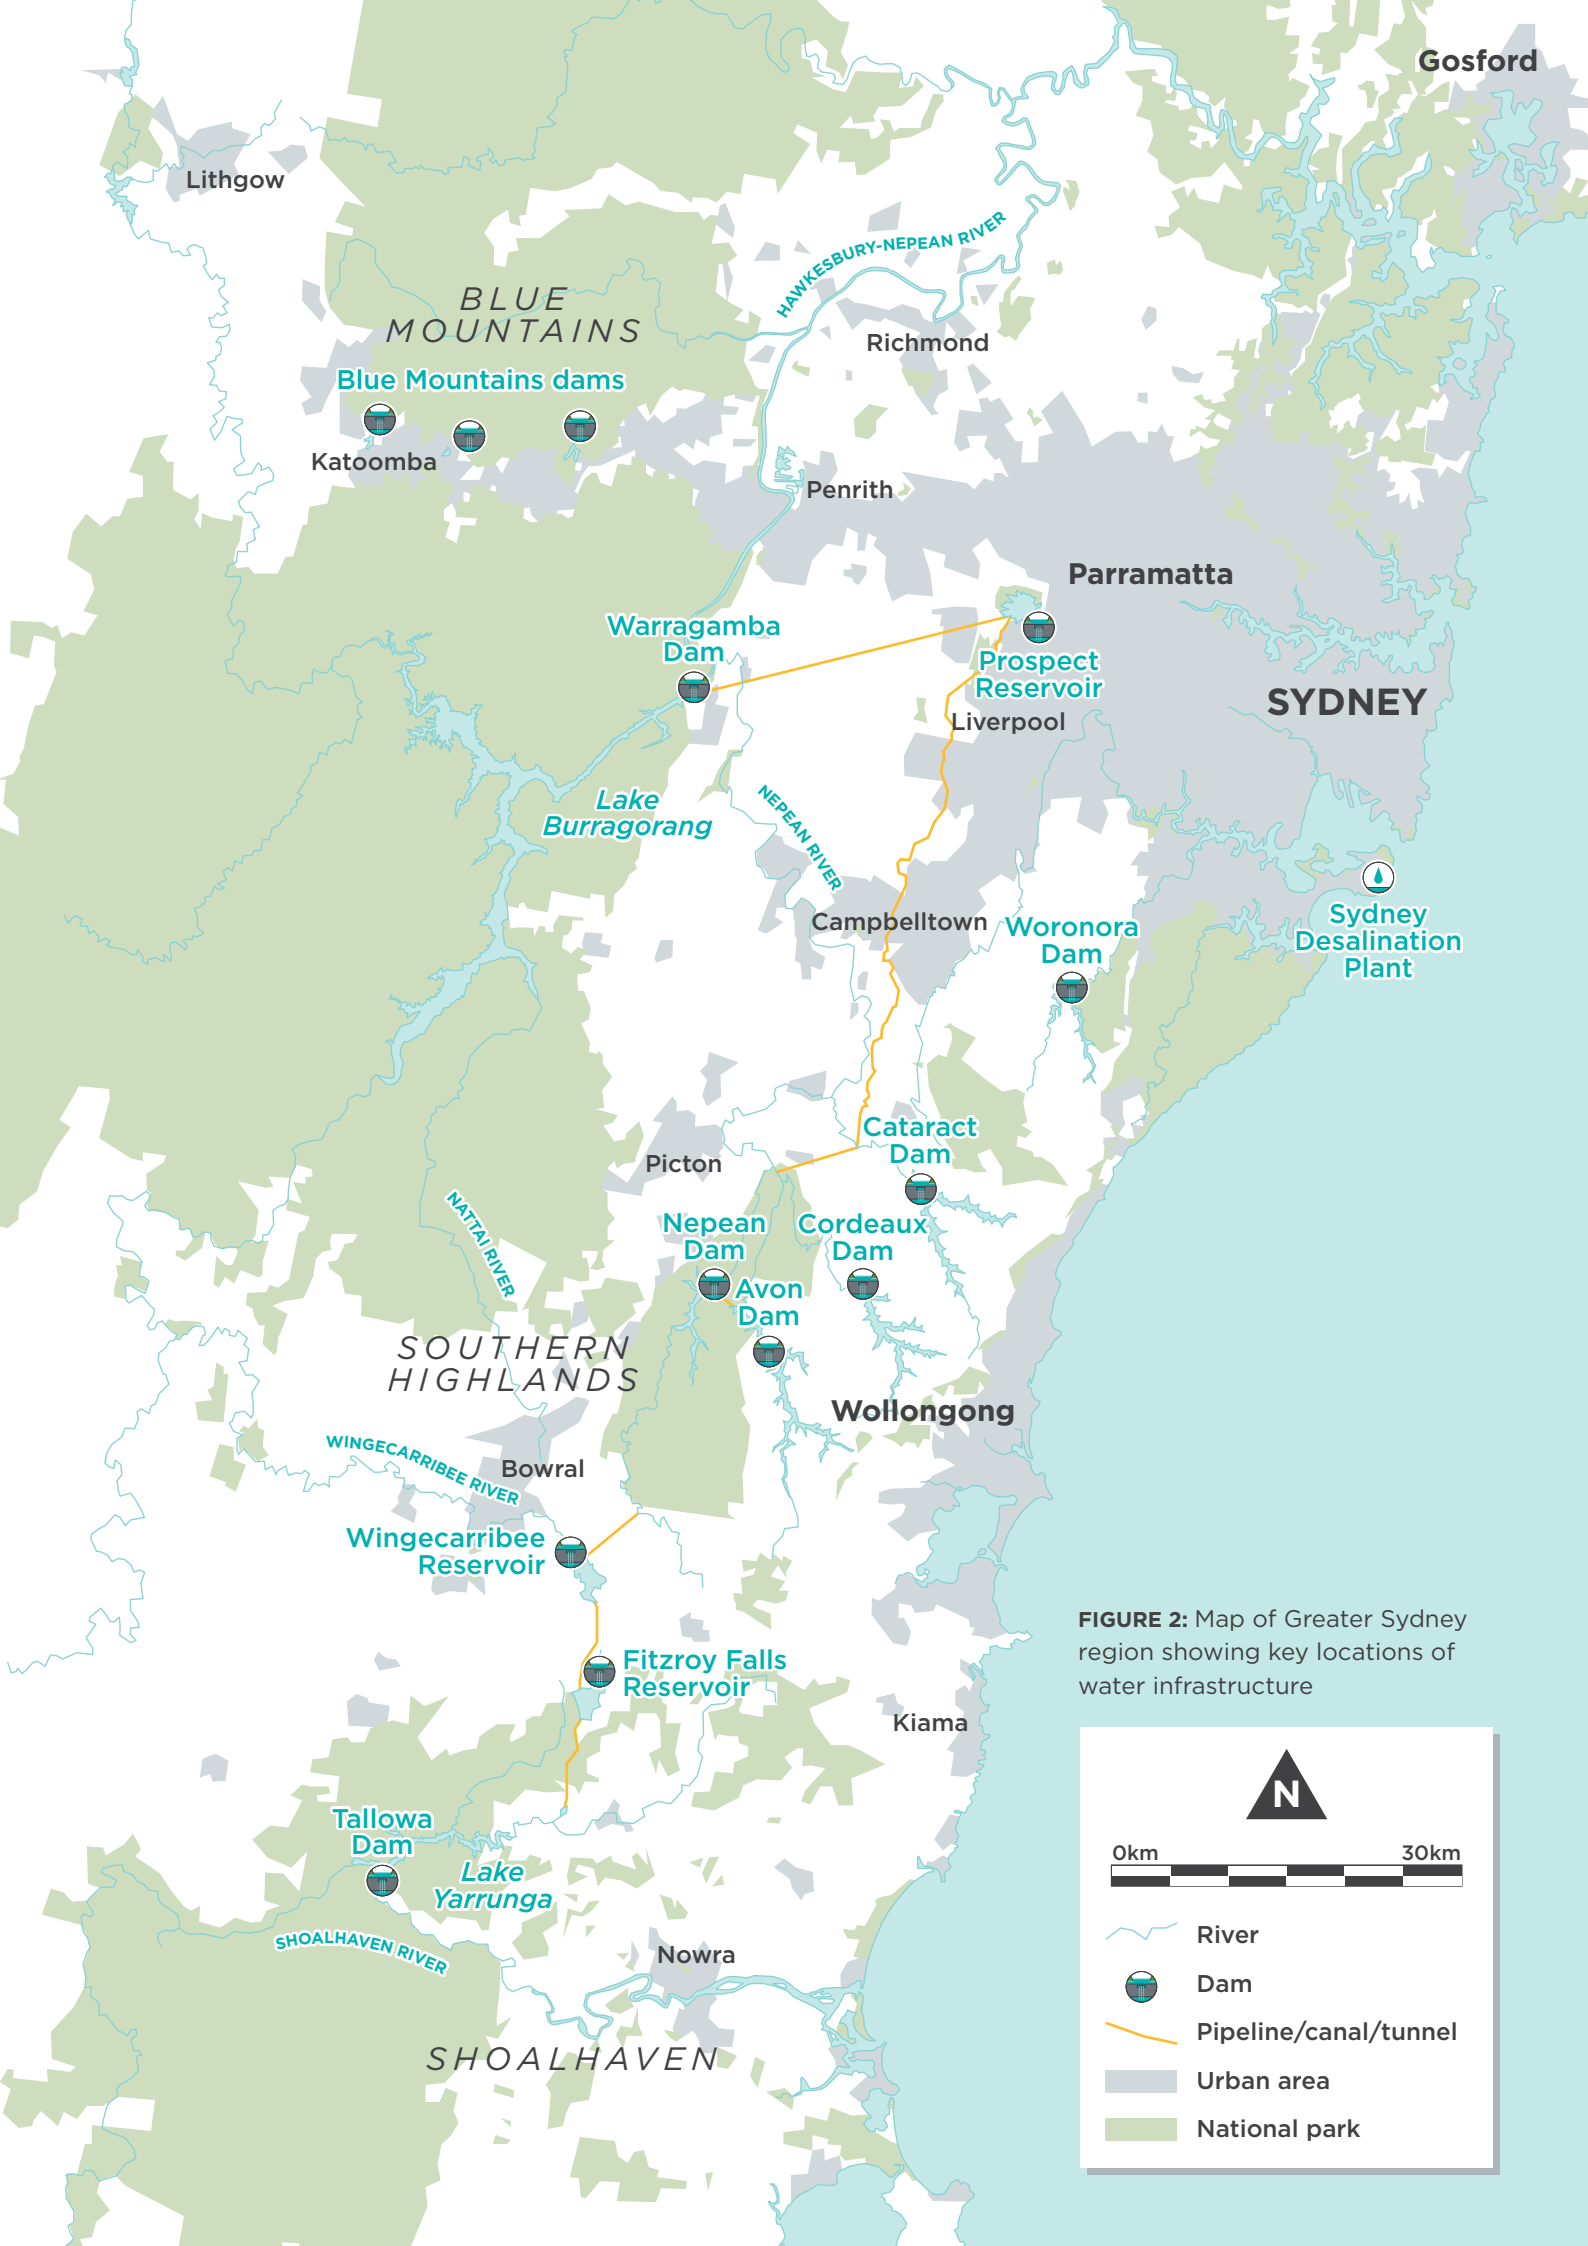 Gosford
Lithgow
HAWKESBURY-NEPEAN RIVER
BLUE
MOUNTAINS
Richmond
Blue Mountains dams
Katoomba
Penrith
Parramatta
Warragamba
Dam
Prospect
Reservoir
SYDNEY
Liverpool
Lake
Burragorang
NEPEAN RIVER
Campbelltown
Woronora
Dam
Sydney
Desalination
Plant
Cataract
Dam
Picton
NATTAI RIVER
Nepean
Dam
Cordeaux
Dam
Avon
Dam
SOUTHERN
HIGHLANDS
Wollongong
WINGECARRIBEE RIVER
Bowral
Wingecarribee
Reservoir
FIGURE 2: Map of Greater Sydney
region showing key locations of
water infrastructure
Fitzroy Falls
Reservoir
Kiama
Tallowa
Dam
Lake
Yarrunga
SHOALHAVEN RIVER
Nowra
SHOALHAVEN
N
0km 30km
River
Dam
Pipeline/canal/tunnel
Urban area
National park